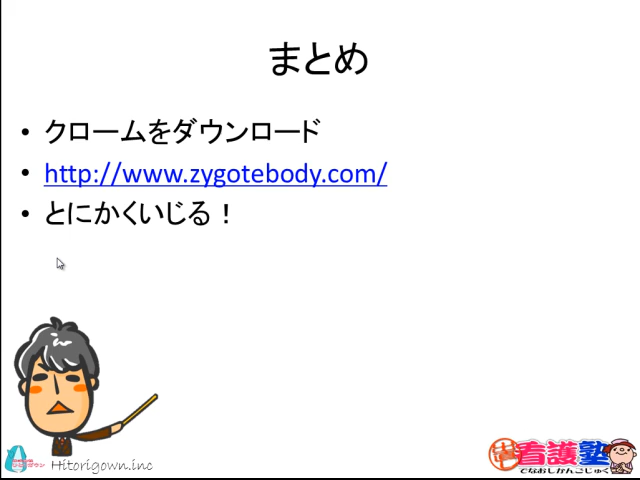 まとめ
• クロームをダウンロード
• http://www.zygotebody.com/
• とにかくいじる！
Hitorigown.inc
看護塾
でなおしかんごじゅく